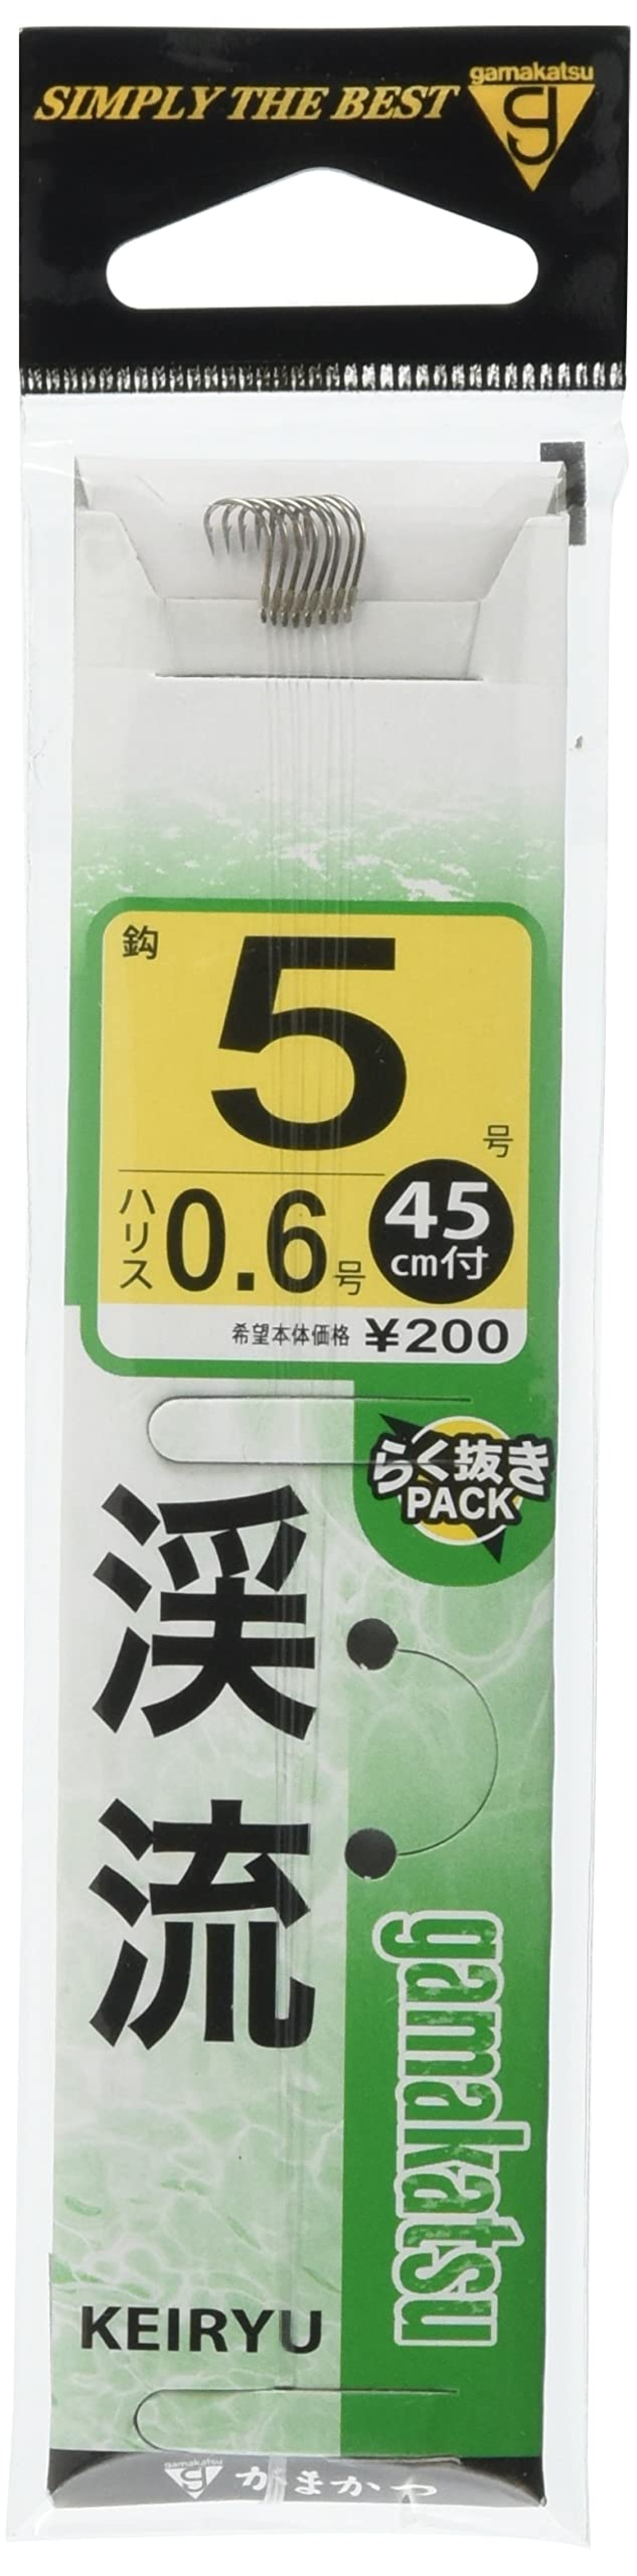 gamakatsu
SIMPLY THE BEST
鈎
5
号
ハリス 0.6号
45
cm付
希望本体価格 ¥200
らく抜き
PACK
渓流
gamakatsu
KEIRYU
gamakatsu
がまかつ